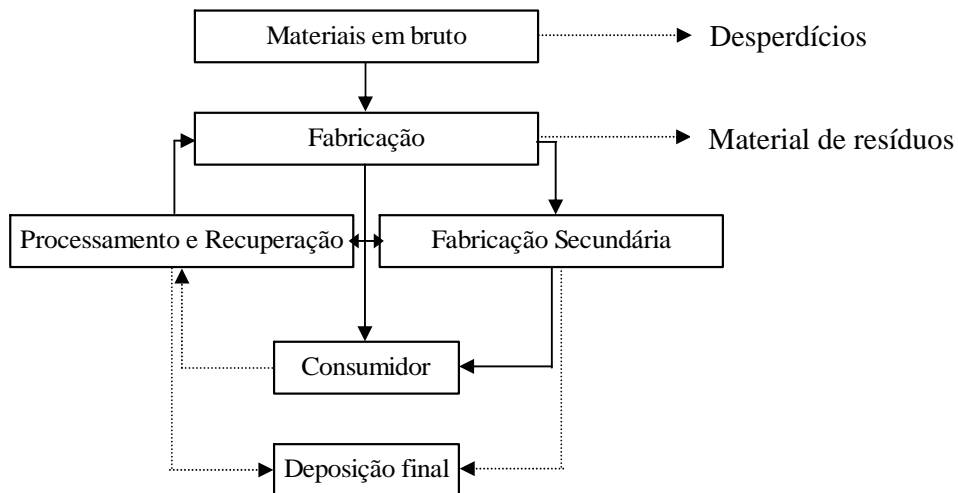 Materiais em bruto
Desperdícios
Fabricação
Material de resíduos
Processamento e Recuperação
Fabricação Secundária
Consumidor
Deposição final